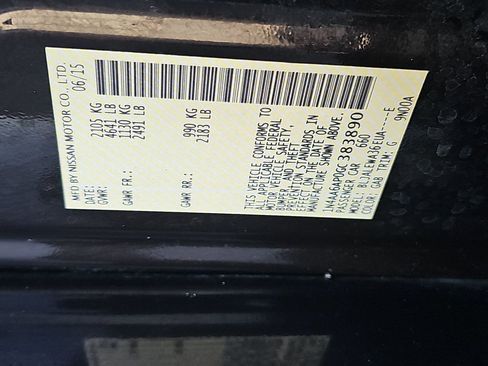 MFD BY NISSAN MOTOR CO., LTD.
06/15
GVWR: 2105 KG
4641 LB
GAWR FR: 1130 KG
2491 LB
GAWR RR: 990 KG
2183 LB
THIS VEHICLE CONFORMS TO
ALL APPLICABLE FEDERAL
MOTOR VEHICLE SAFETY,
BUMPER, AND THEFT
PREVENTION STANDARDS IN
EFFECT ON THE DATE OF
MANUFACTURE SHOWN ABOVE.
383890
PASSENGER CAR 660
MODEL:
COLOR: GAB TRIM: G 9N00A